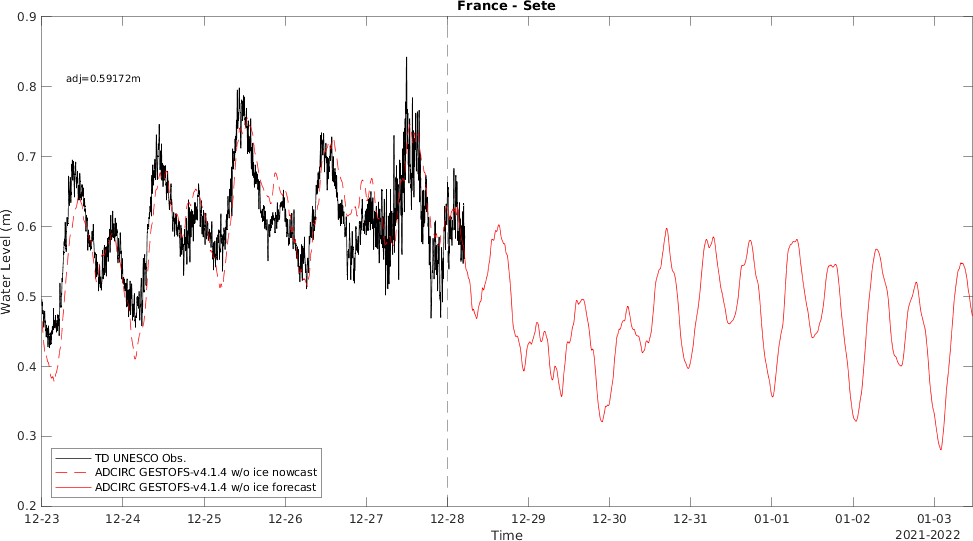 France - Sete
0.9
0.8
0.7
0.6
0.5
0.4
0.3
0.2
Water Level (m)
adj=0.59172m
TD UNESCO Obs.
ADCIRC GESTOFS-v4.1.4 w/o ice nowcast
ADCIRC GESTOFS-v4.1.4 w/o ice forecast
12-23 12-24 12-25 12-26 12-27 12-28 12-29 12-30 12-31 01-01 01-02 01-03
Time
2021-2022